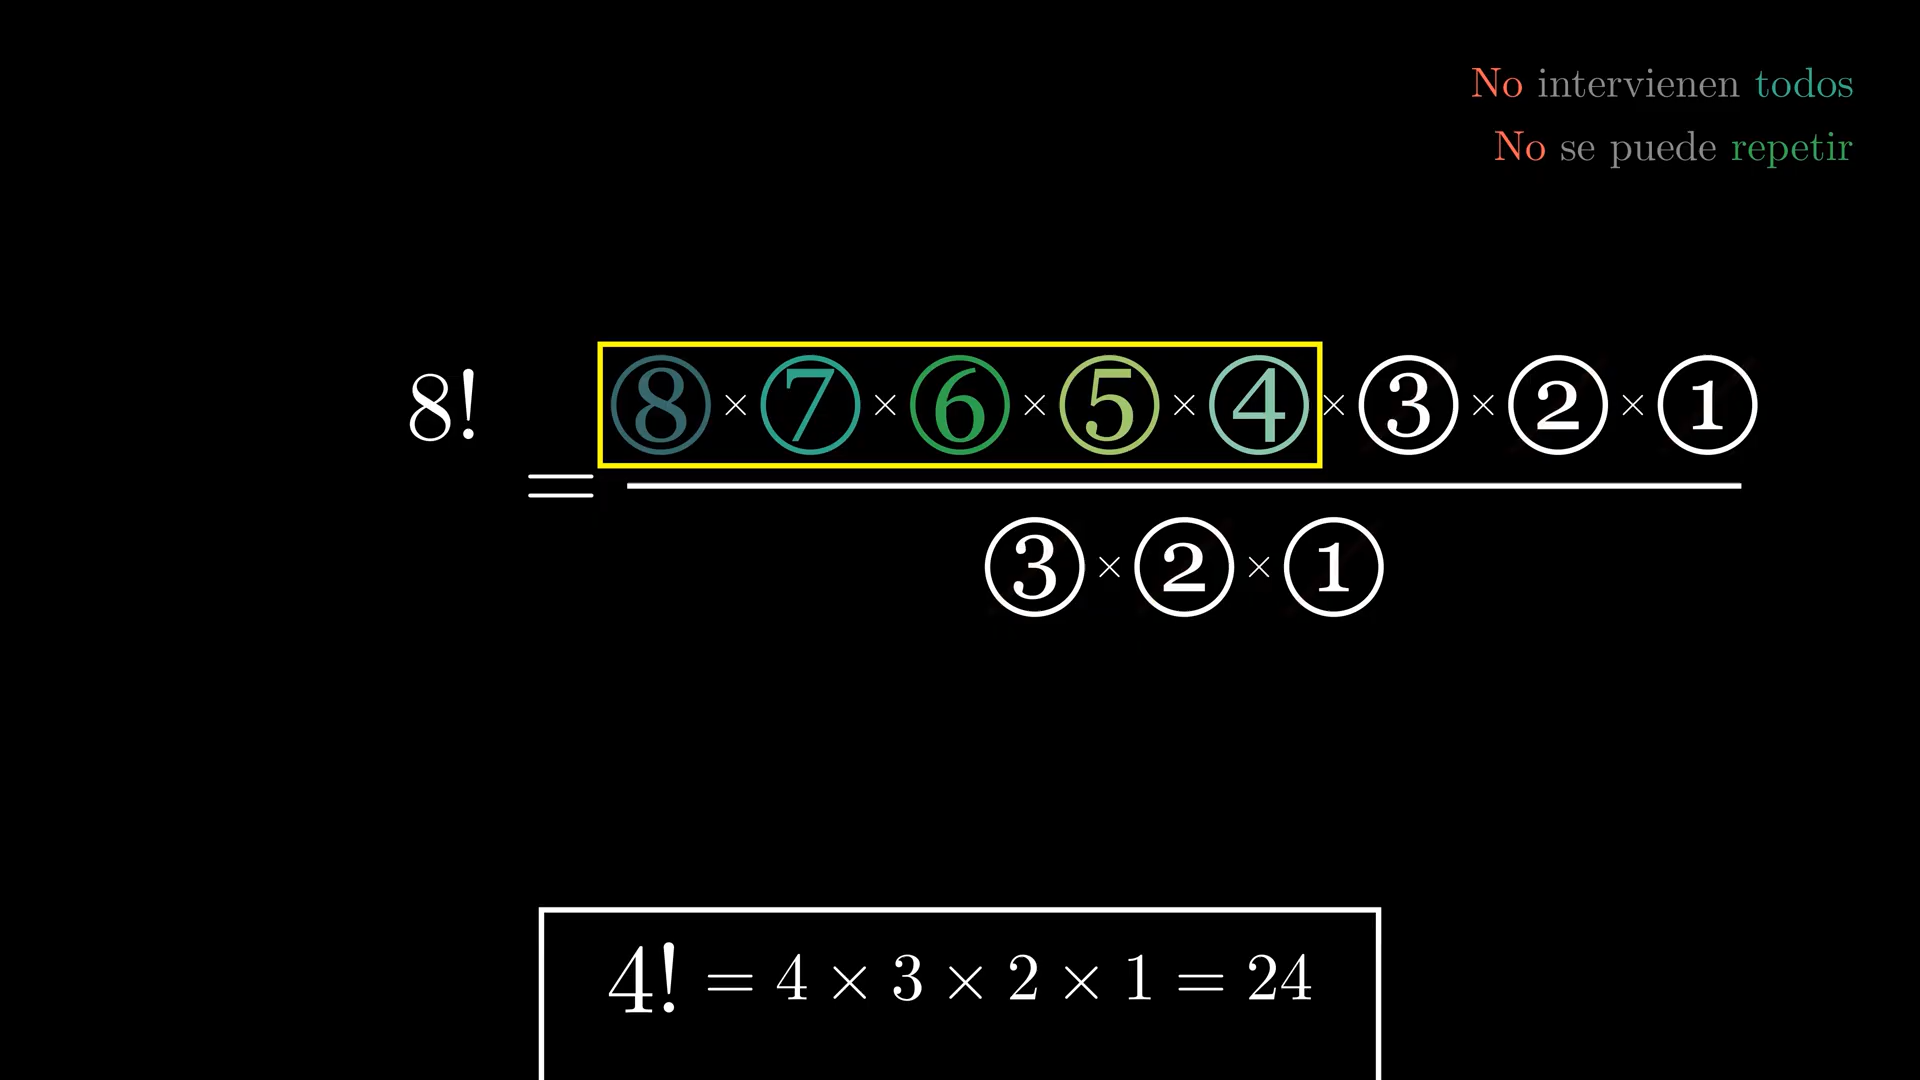 No intervienen todos
No se puede repetir
8! = 8 × 7 × 6 × 5 × 4 × 3 × 2 × 1
3 × 2 × 1
4! = 4 × 3 × 2 × 1 = 24